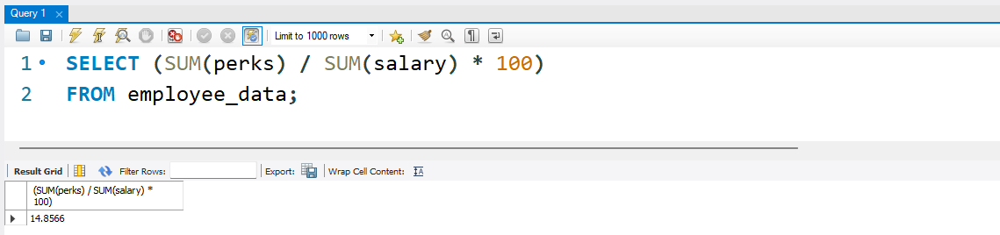 Query 1
Limit to 1000 rows
1 SELECT (SUM(perks) / SUM(salary) * 100)
2 FROM employee_data;
Result Grid Filter Rows: Export: Wrap Cell Content:
(SUM(perks) / SUM(salary) *
100)
14.8566